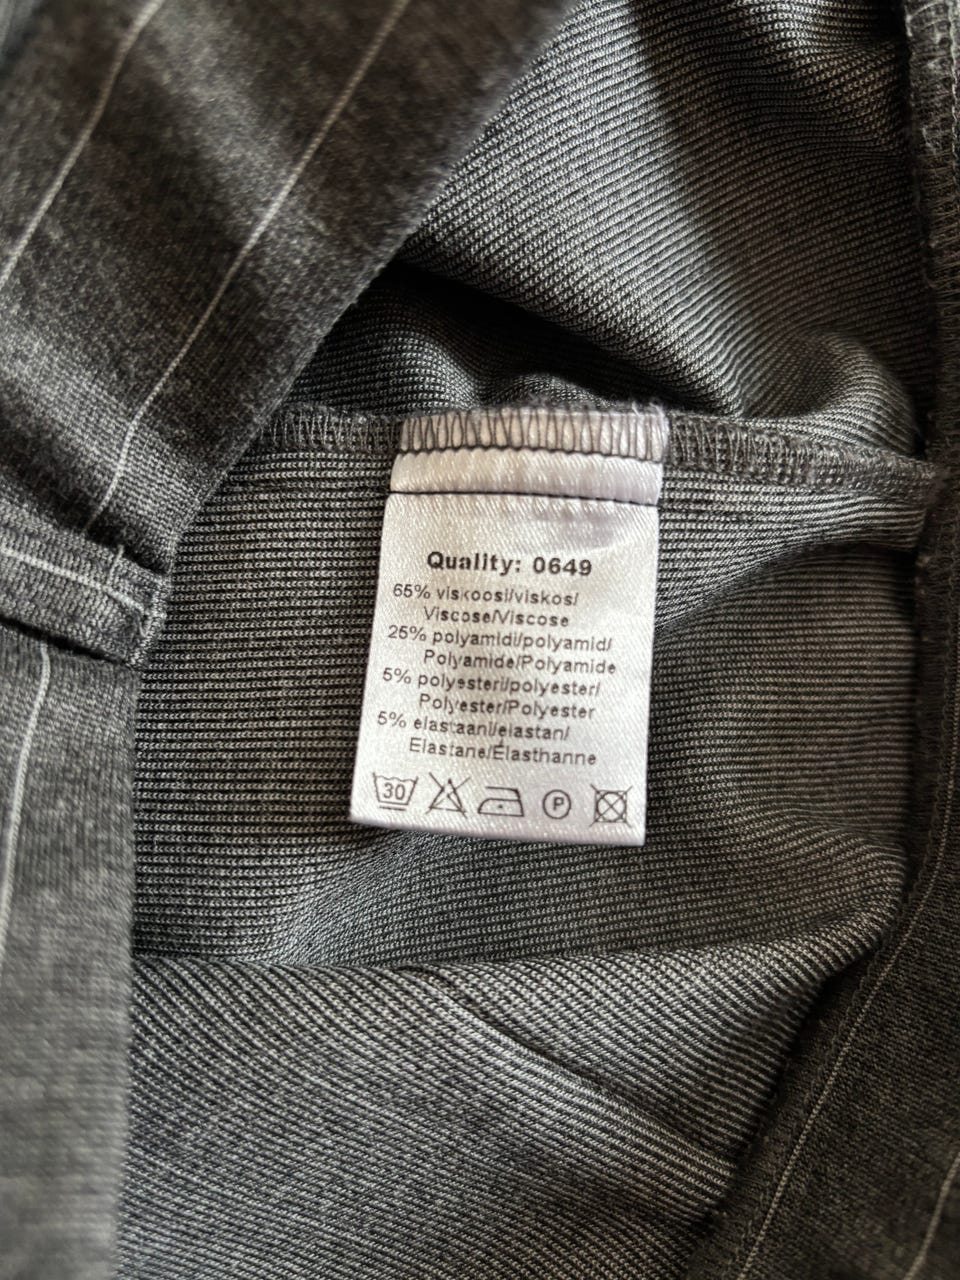 Quality: 0649
65% viskoosi/viskos/
Viscose/Viscose
25% polyamidi/polyamid/
Polyamide/Polyamide
5% polyesteri/polyester/
Polyester/Polyester
5% elastaani/elastan/
Elastane/Elasthanne
30
P